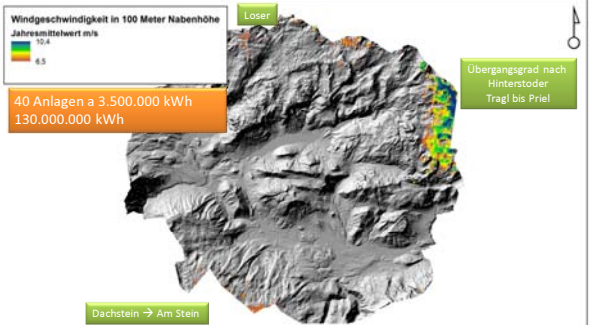 Loser
Windgeschwindigkeit in 100 Meter Nabenhöhe
Jahresmittelwert m/s
10,4
6,5
40 Anlagen a 3.500.000 kWh
130.000.000 kWh
Übergangsgrad nach
Hinterstoder
Tragl bis Priel
Dachstein → Am Stein